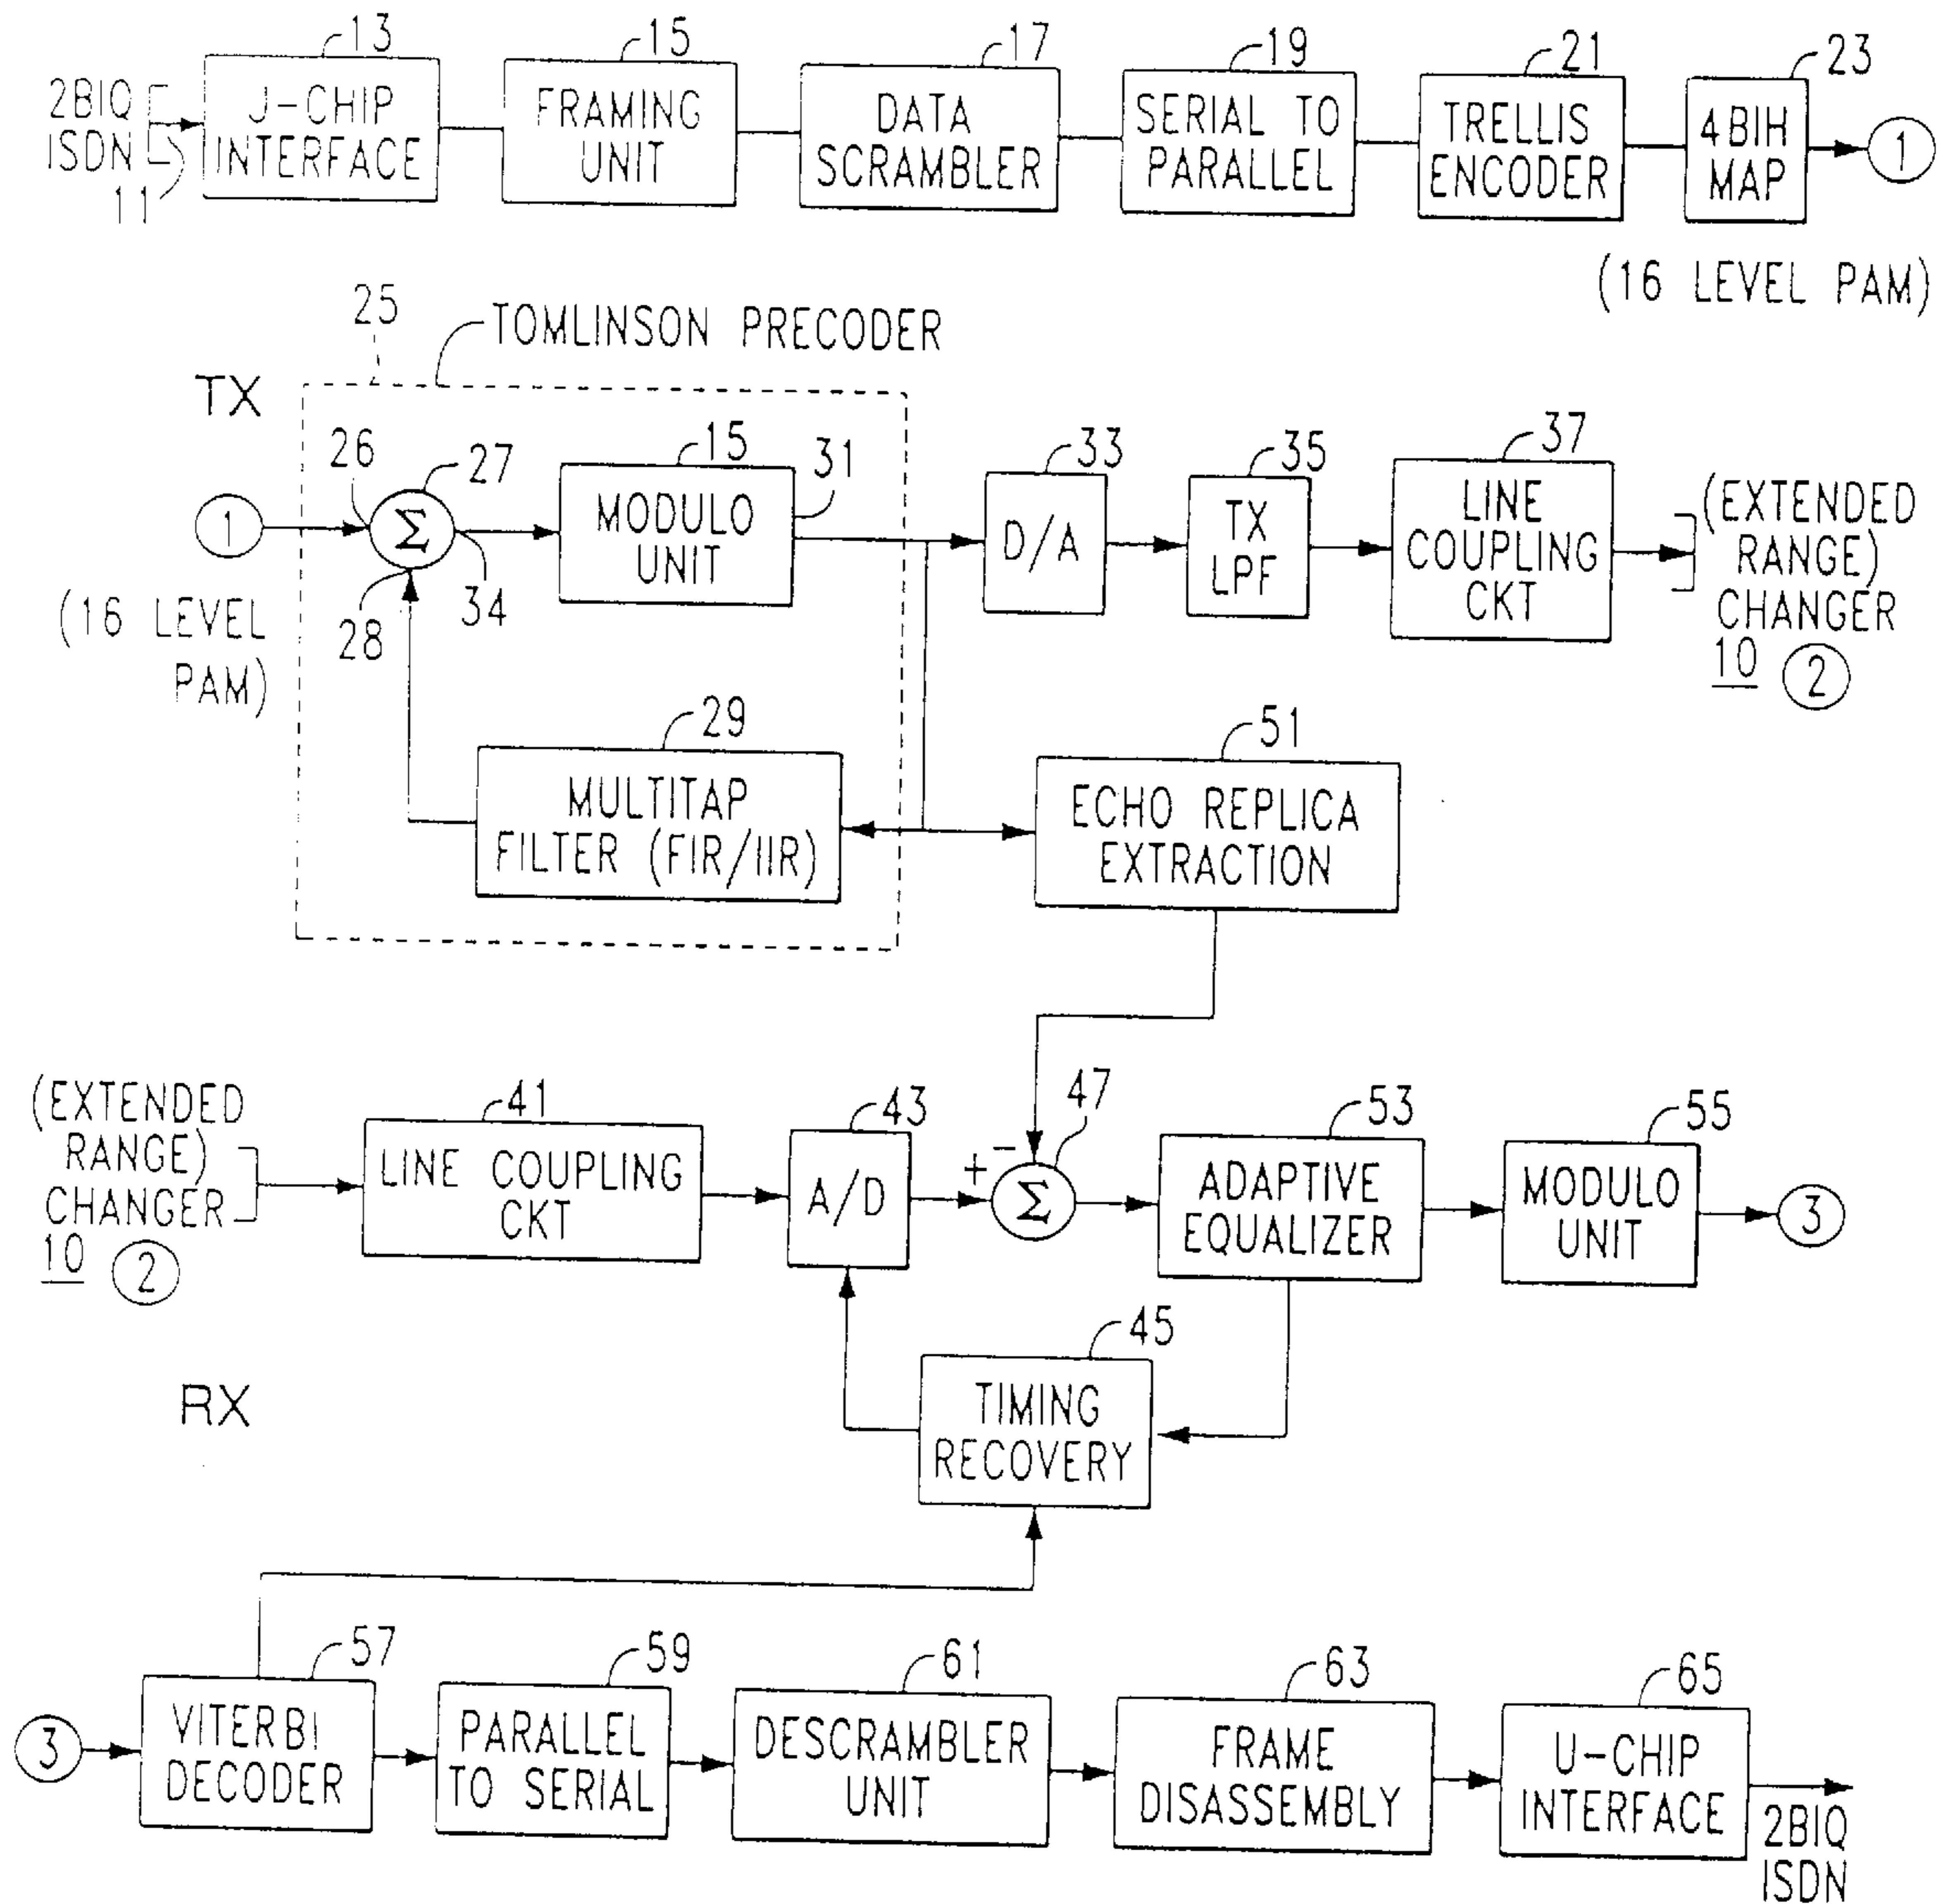 13
15
17
19
21
23
2BIQ
ISDN
11
J-CHIP
INTERFACE
FRAMING
UNIT
DATA
SCRAMBLER
SERIAL TO
PARALLEL
TRELLIS
ENCODER
4BIH
MAP
1
(16 LEVEL PAM)
25
TOMLINSON PRECODER
TX
1
(16 LEVEL
PAM)
26
27
Σ
28
34
15
31
MODULO
UNIT
33
D/A
35
TX
LPF
37
LINE
COUPLING
CKT
(EXTENDED
RANGE)
CHANGER
10
2
29
MULTITAP
FILTER (FIR/IIR)
51
ECHO REPLICA
EXTRACTION
(EXTENDED
RANGE)
CHANGER
10
2
41
LINE COUPLING
CKT
43
A/D
+ -
47
Σ
53
ADAPTIVE
EQUALIZER
55
MODULO
UNIT
3
45
TIMING
RECOVERY
RX
3
57
VITERBI
DECODER
59
PARALLEL
TO SERIAL
61
DESCRAMBLER
UNIT
63
FRAME
DISASSEMBLY
65
U-CHIP
INTERFACE
2BIQ
ISDN